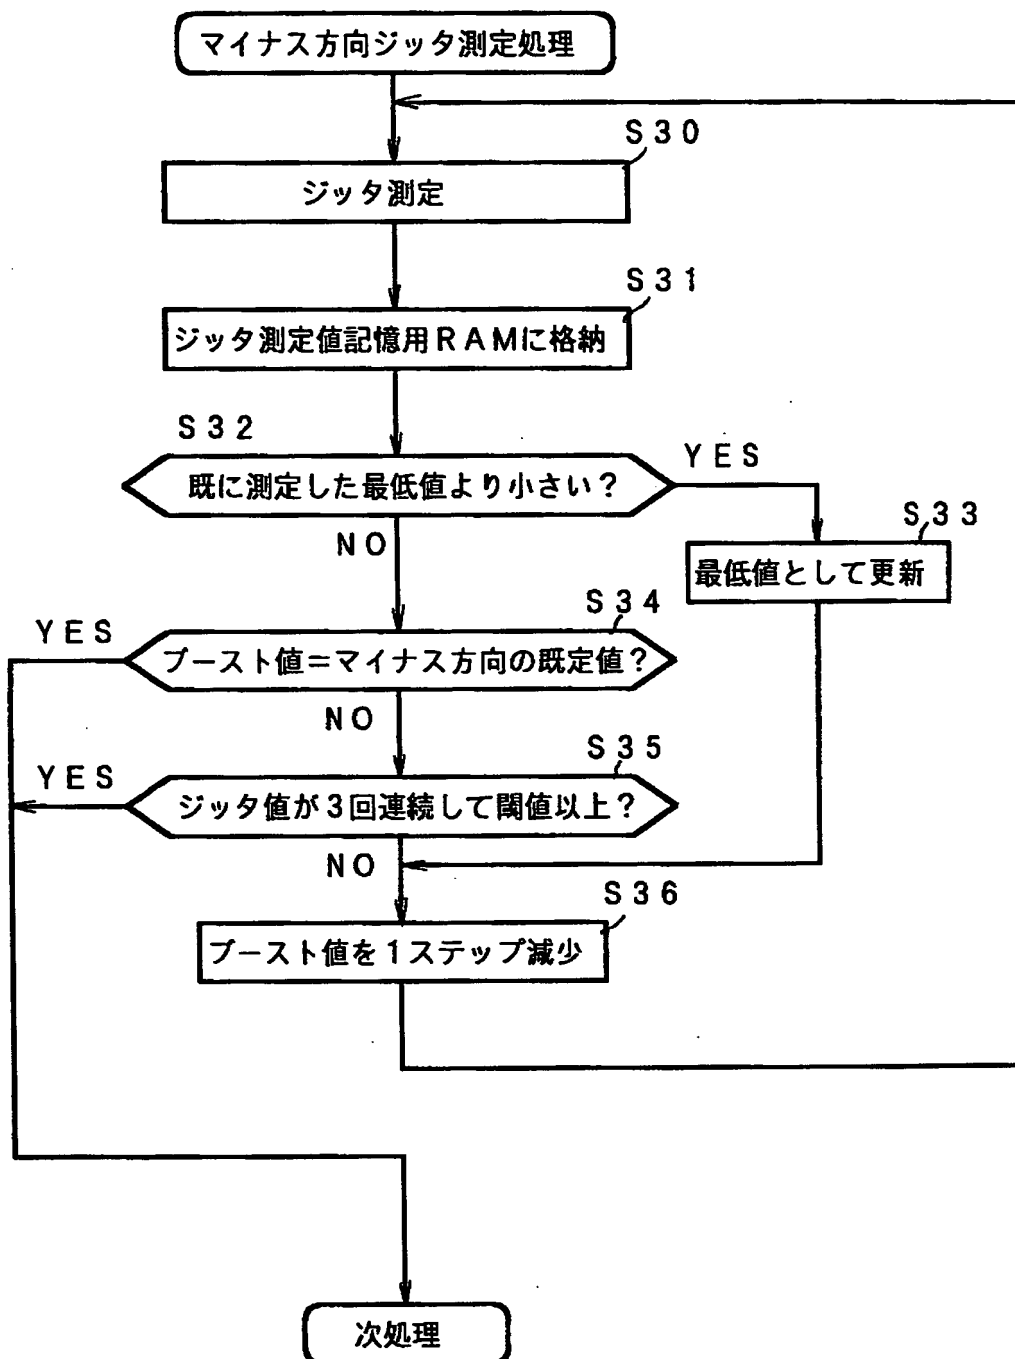 マイナス方向ジッタ測定処理
S30
ジッタ測定
S31
ジッタ測定値記憶用RAMに格納
S32
既に測定した最低値より小さい？
YES
NO
S33
最低値として更新
S34
YES
ブースト値＝マイナス方向の既定値？
NO
S35
YES
ジッタ値が3回連続して閾値以上？
NO
S36
ブースト値を1ステップ減少
次処理